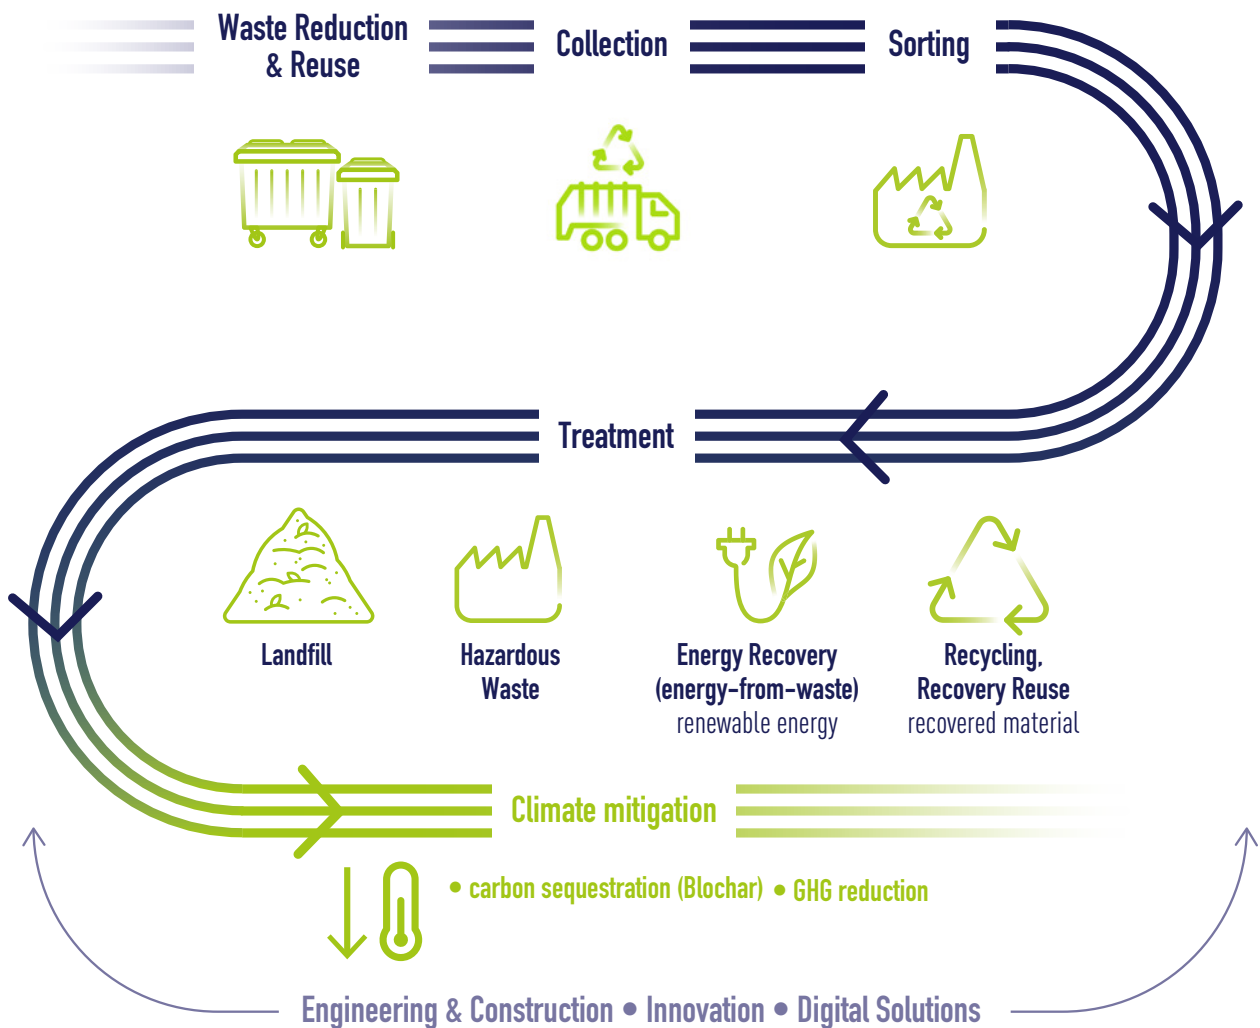 Waste Reduction
& Reuse
Collection
Sorting
Treatment
Landfill
Hazardous
Waste
Energy Recovery
(energy-from-waste)
renewable energy
Recycling,
Recovery Reuse
recovered material
Climate mitigation
• carbon sequestration (Blochar) • GHG reduction
Engineering & Construction • Innovation • Digital Solutions